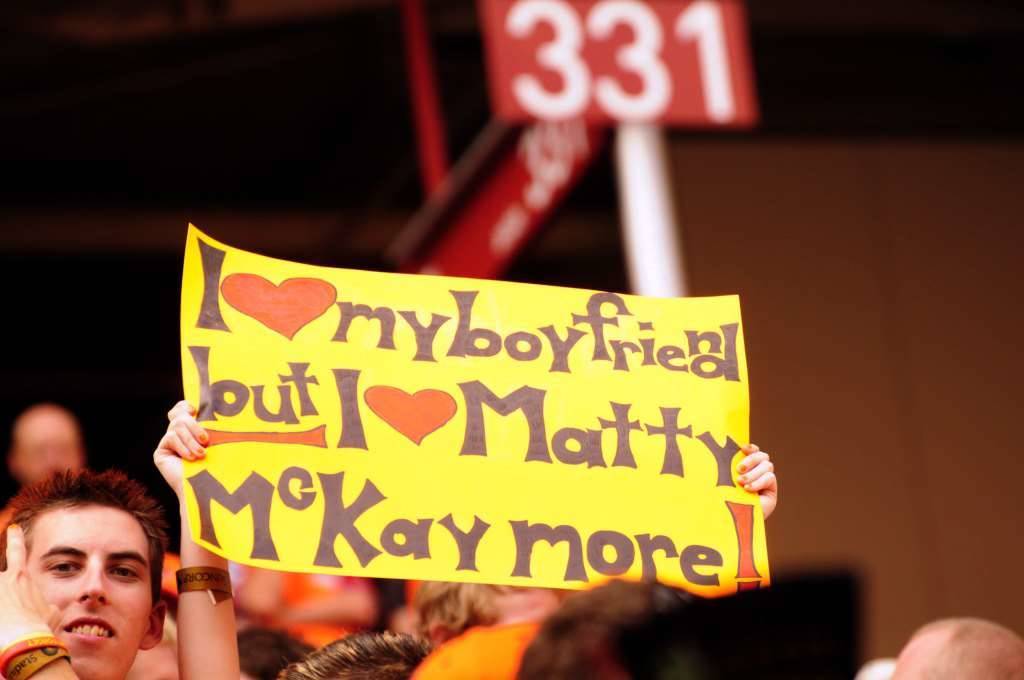 331
I ❤ my boyfriend
but I ❤ Matty
McKay more!